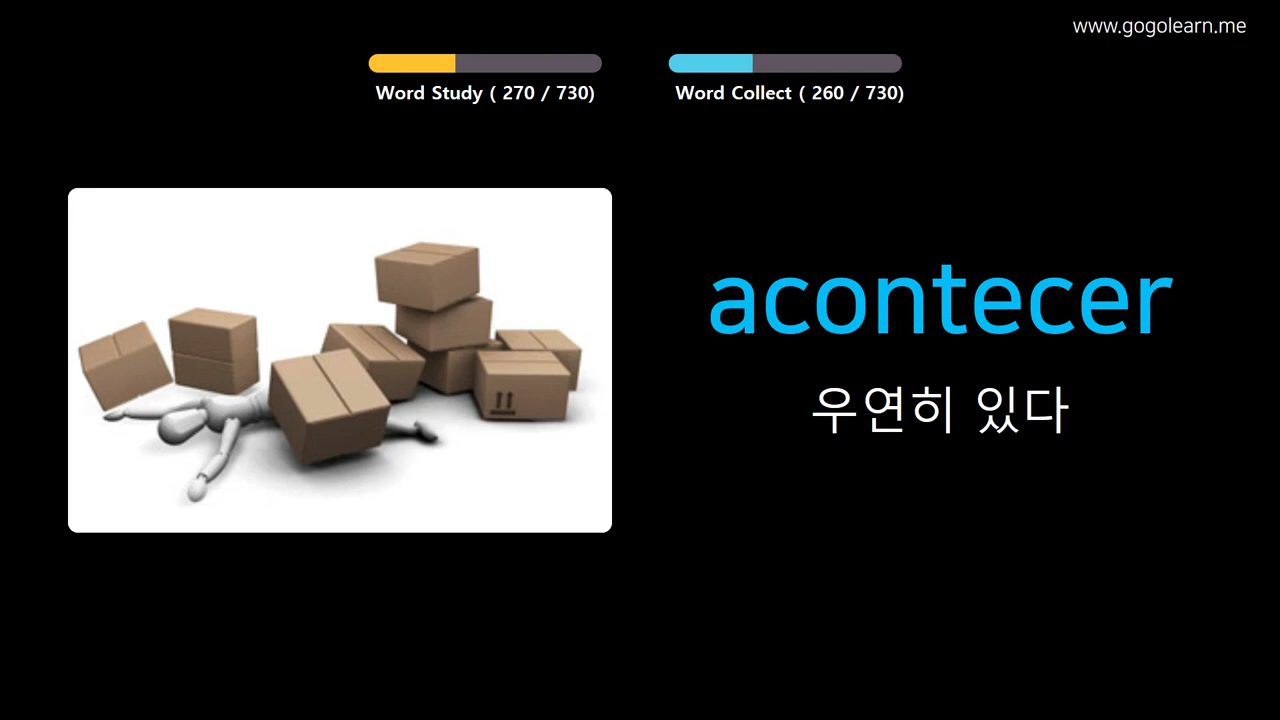 www.gogolearn.me
Word Study ( 270 / 730)
Word Collect ( 260 / 730)
acontecer
우연히 있다